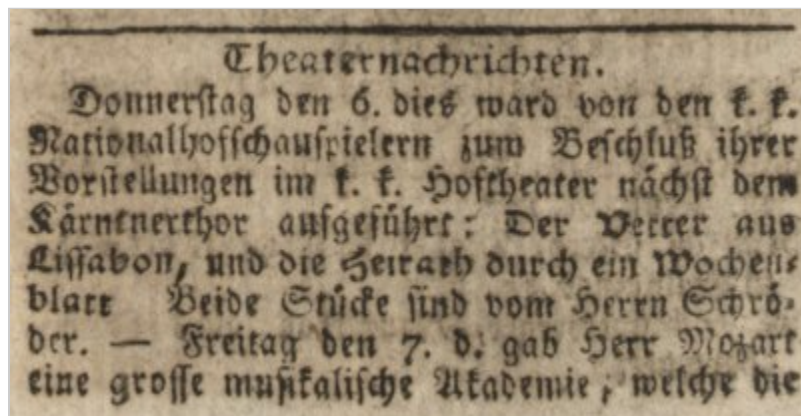 Theaternachrichten.
Donnerſtag den 6. dieſ ward von den k. k.
Nationalhofſchauſpielern zum Beſchluß ihrer
Vorſtellungen im k. k. Hoftheater nächſt dem
Kärntnerthor aufgeführt: Der Vetter aus
Liſſabon, und die Heirath durch ein Wochen-
blatt Beide Stücke ſind vom Herrn Schrö-
der. — Freitag den 7. d. gab Herr Mozart
eine groſſe muſikaliſche Akademie, welche die